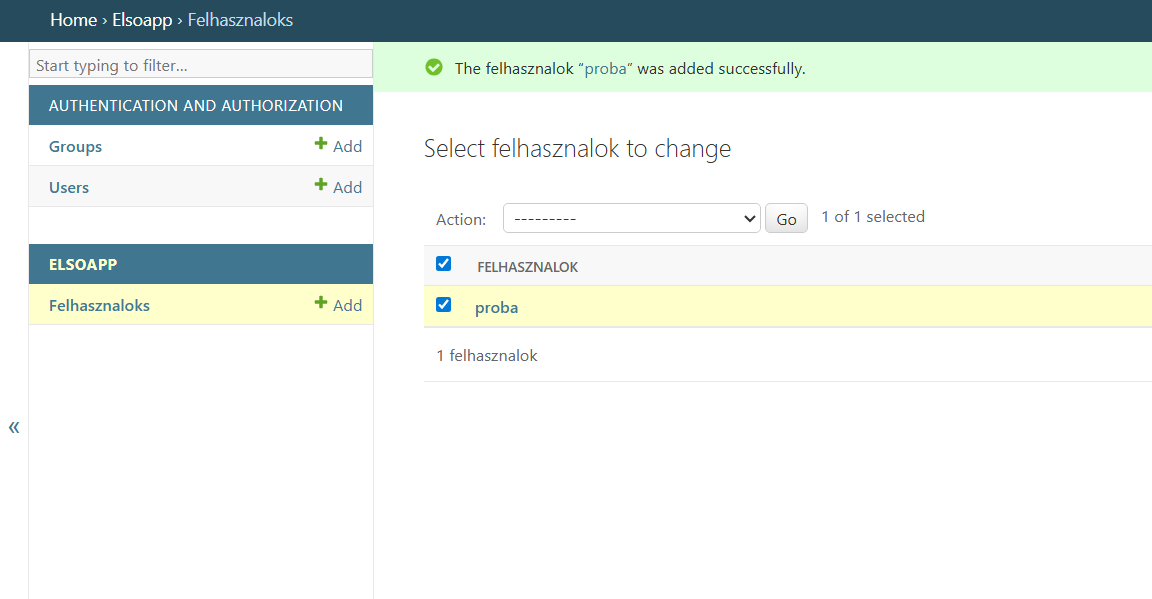 Home › Elsoapp › Felhasznaloks
Start typing to filter...
AUTHENTICATION AND AUTHORIZATION
Groups + Add
Users + Add
ELSOAPP
Felhasznaloks + Add
«
The felhasznalok “proba” was added successfully.
Select felhasznalok to change
Action: --------- Go 1 of 1 selected
FELHASZNALOK
proba
1 felhasznalok